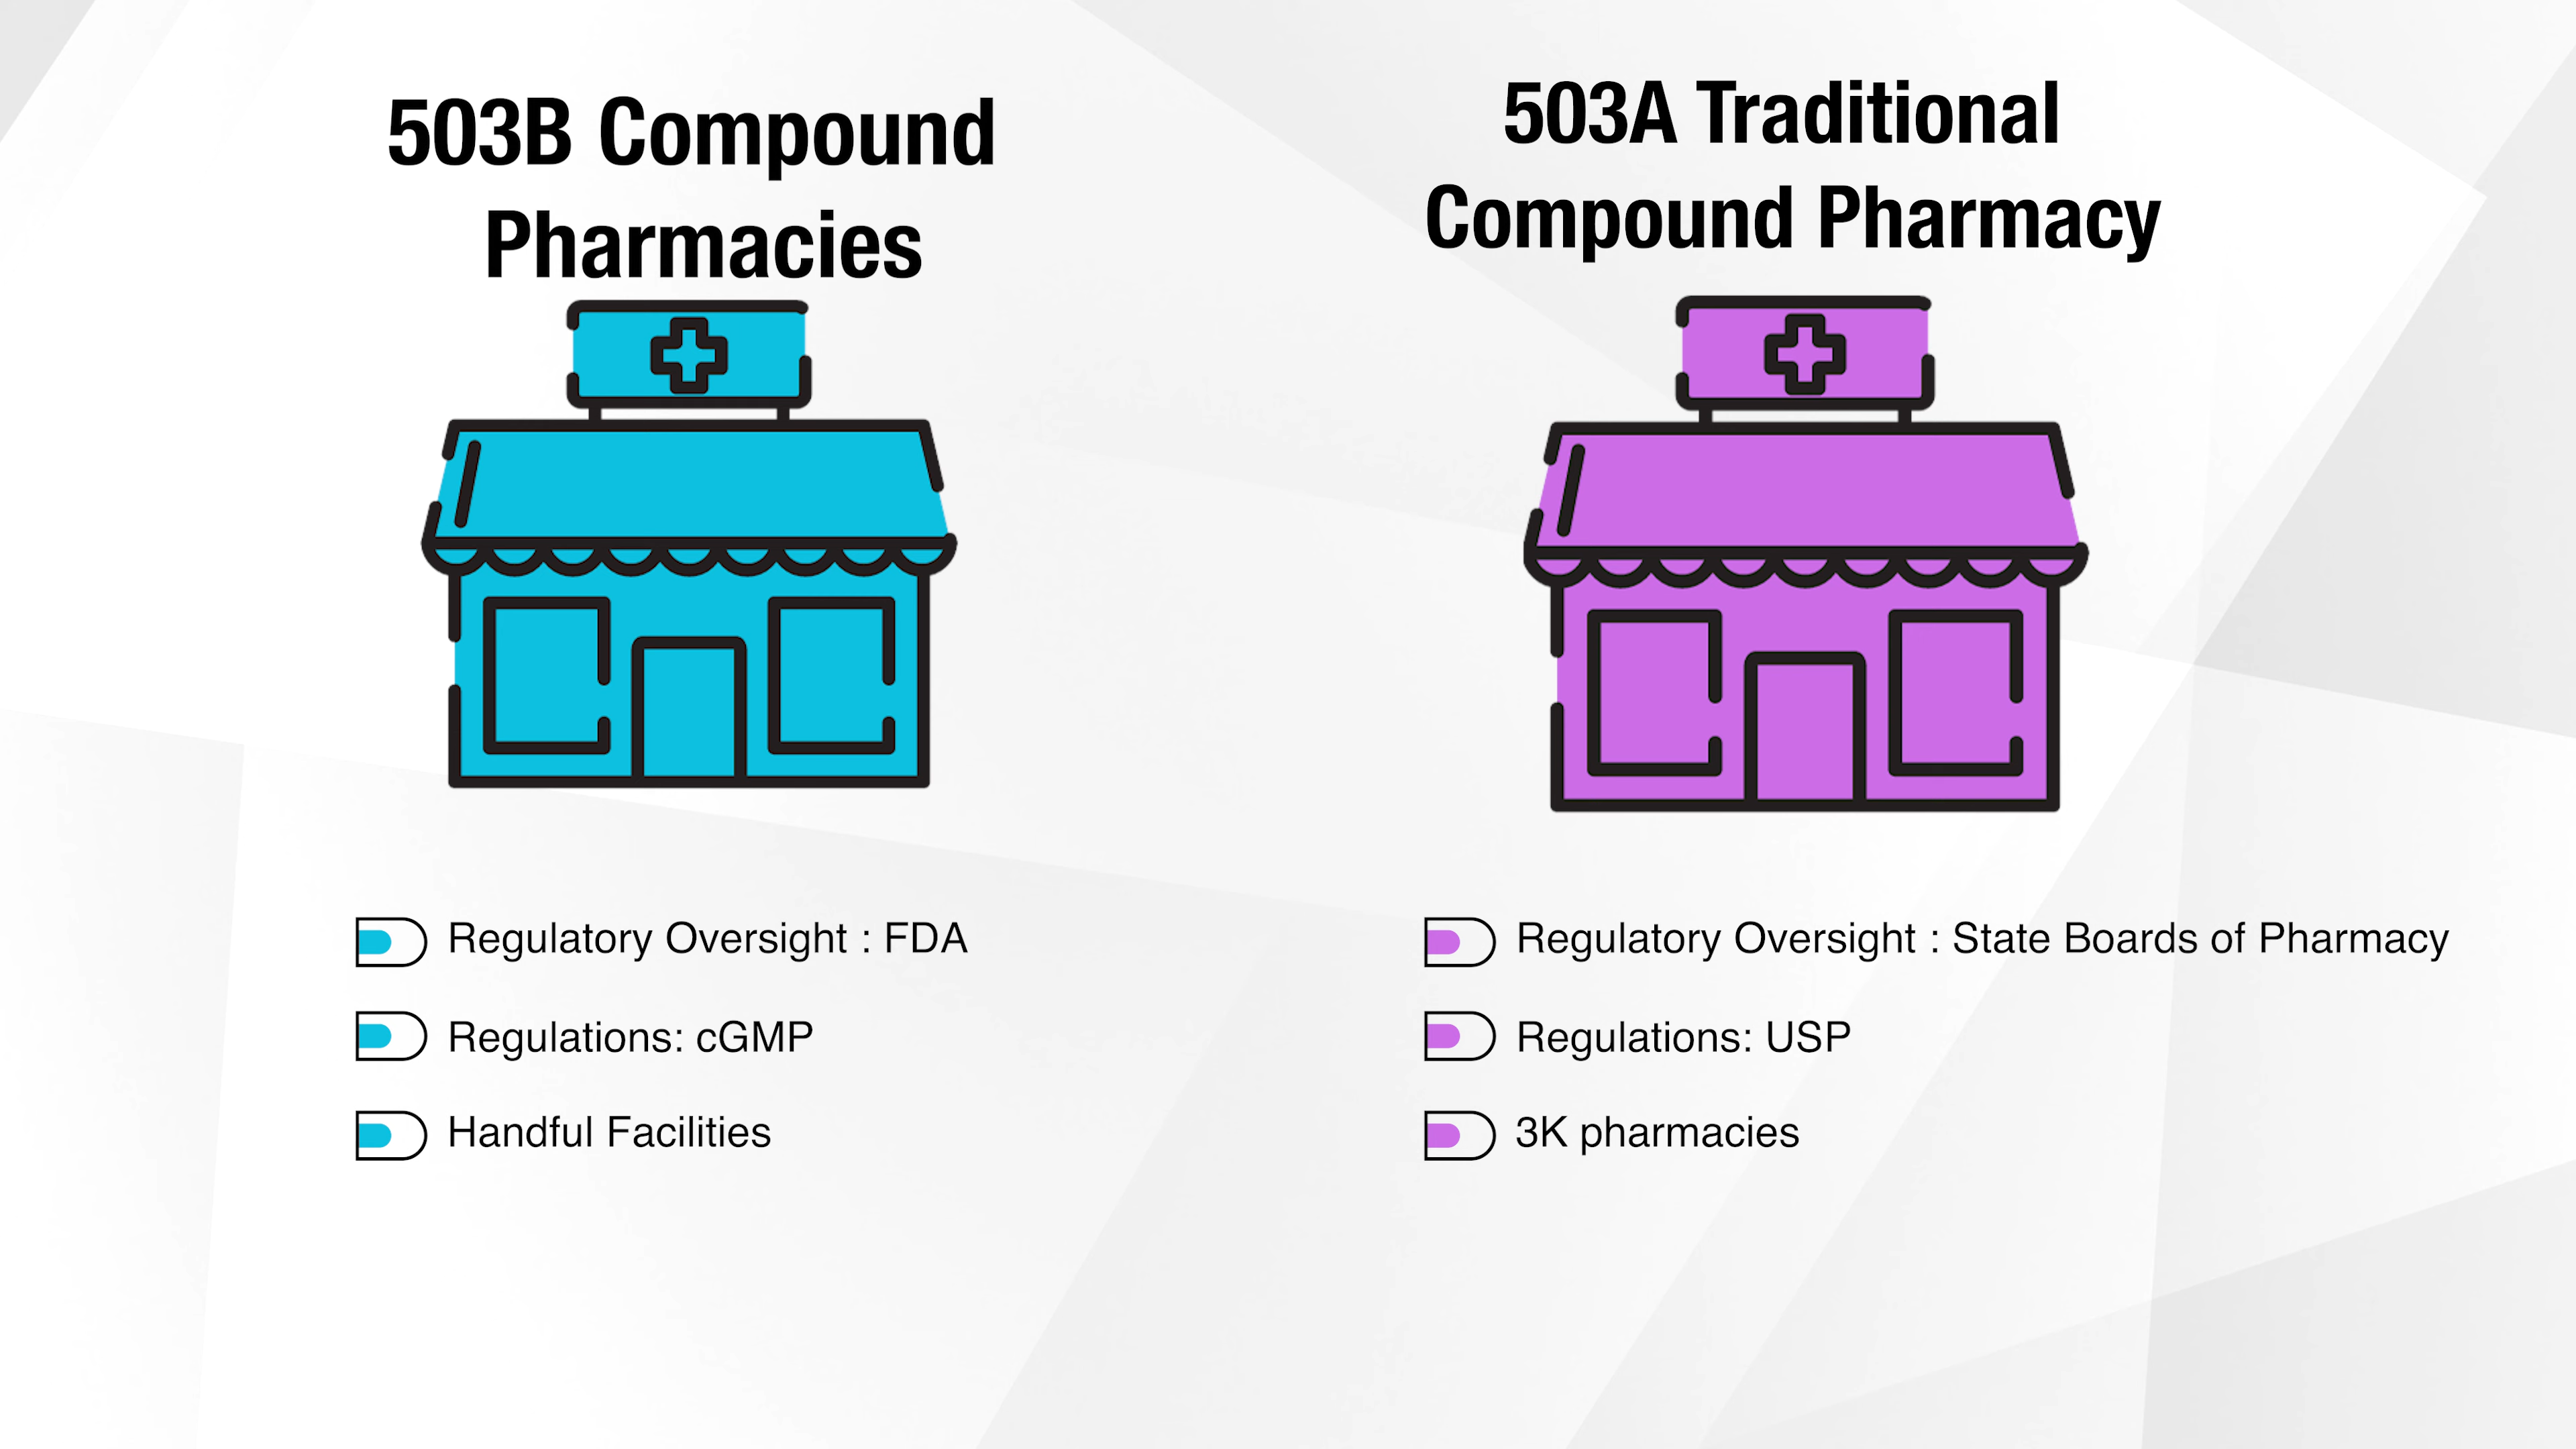 503B Compound
Pharmacies
Regulatory Oversight : FDA
Regulations: cGMP
Handful Facilities
503A Traditional
Compound Pharmacy
Regulatory Oversight : State Boards of Pharmacy
Regulations: USP
3K pharmacies